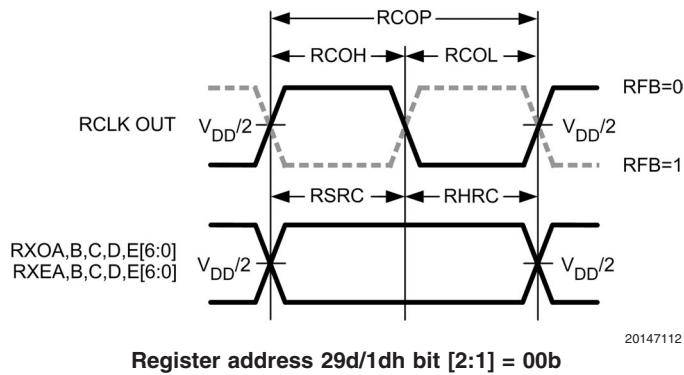 RCOP
RCOH
RCOL
RFB=0
RCLK OUT
VDD/2
VDD/2
RFB=1
RSRC
RHRC
RXOA,B,C,D,E[6:0]
RXEA,B,C,D,E[6:0]
VDD/2
VDD/2
20147112
Register address 29d/1dh bit [2:1] = 00b